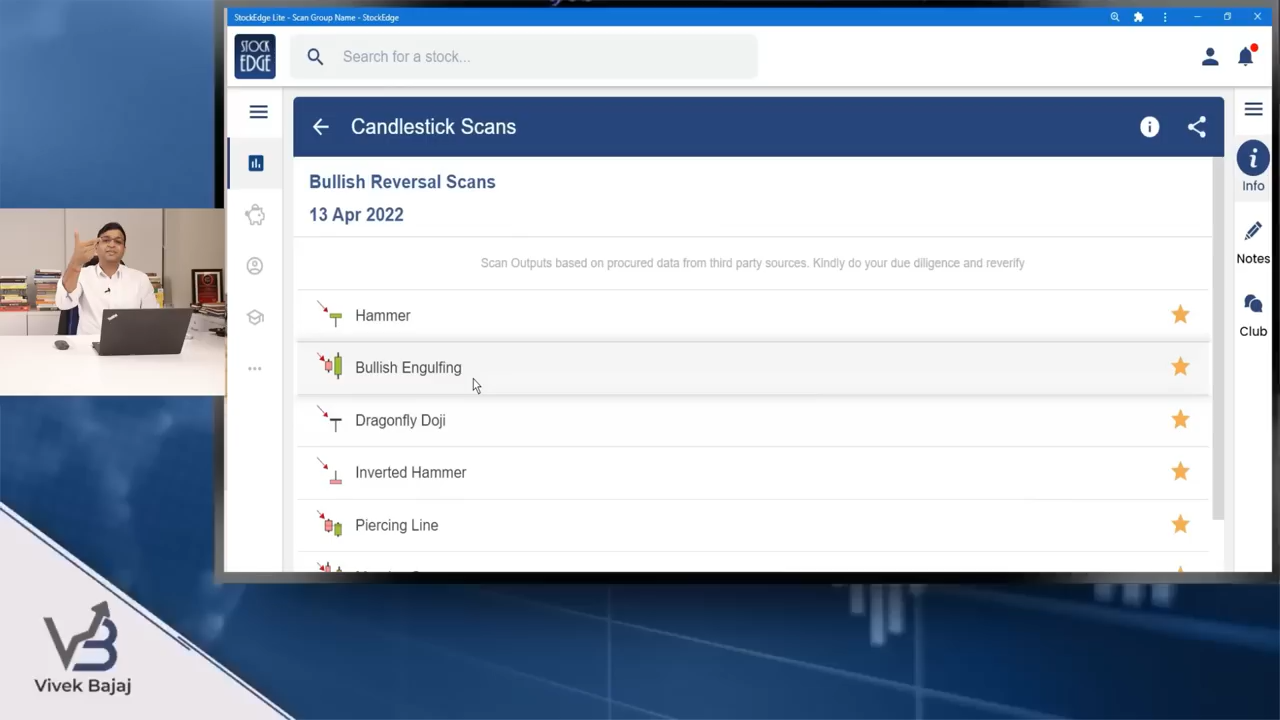 StockEdge Lite - Scan Group Name - StockEdge
STOCK
EDGE
Search for a stock...
Candlestick Scans
Bullish Reversal Scans
13 Apr 2022
Scan Outputs based on procured data from third party sources. Kindly do your due diligence and reverify
Hammer
Bullish Engulfing
Dragonfly Doji
Inverted Hammer
Piercing Line
Info
Notes
Club
VB
Vivek Bajaj